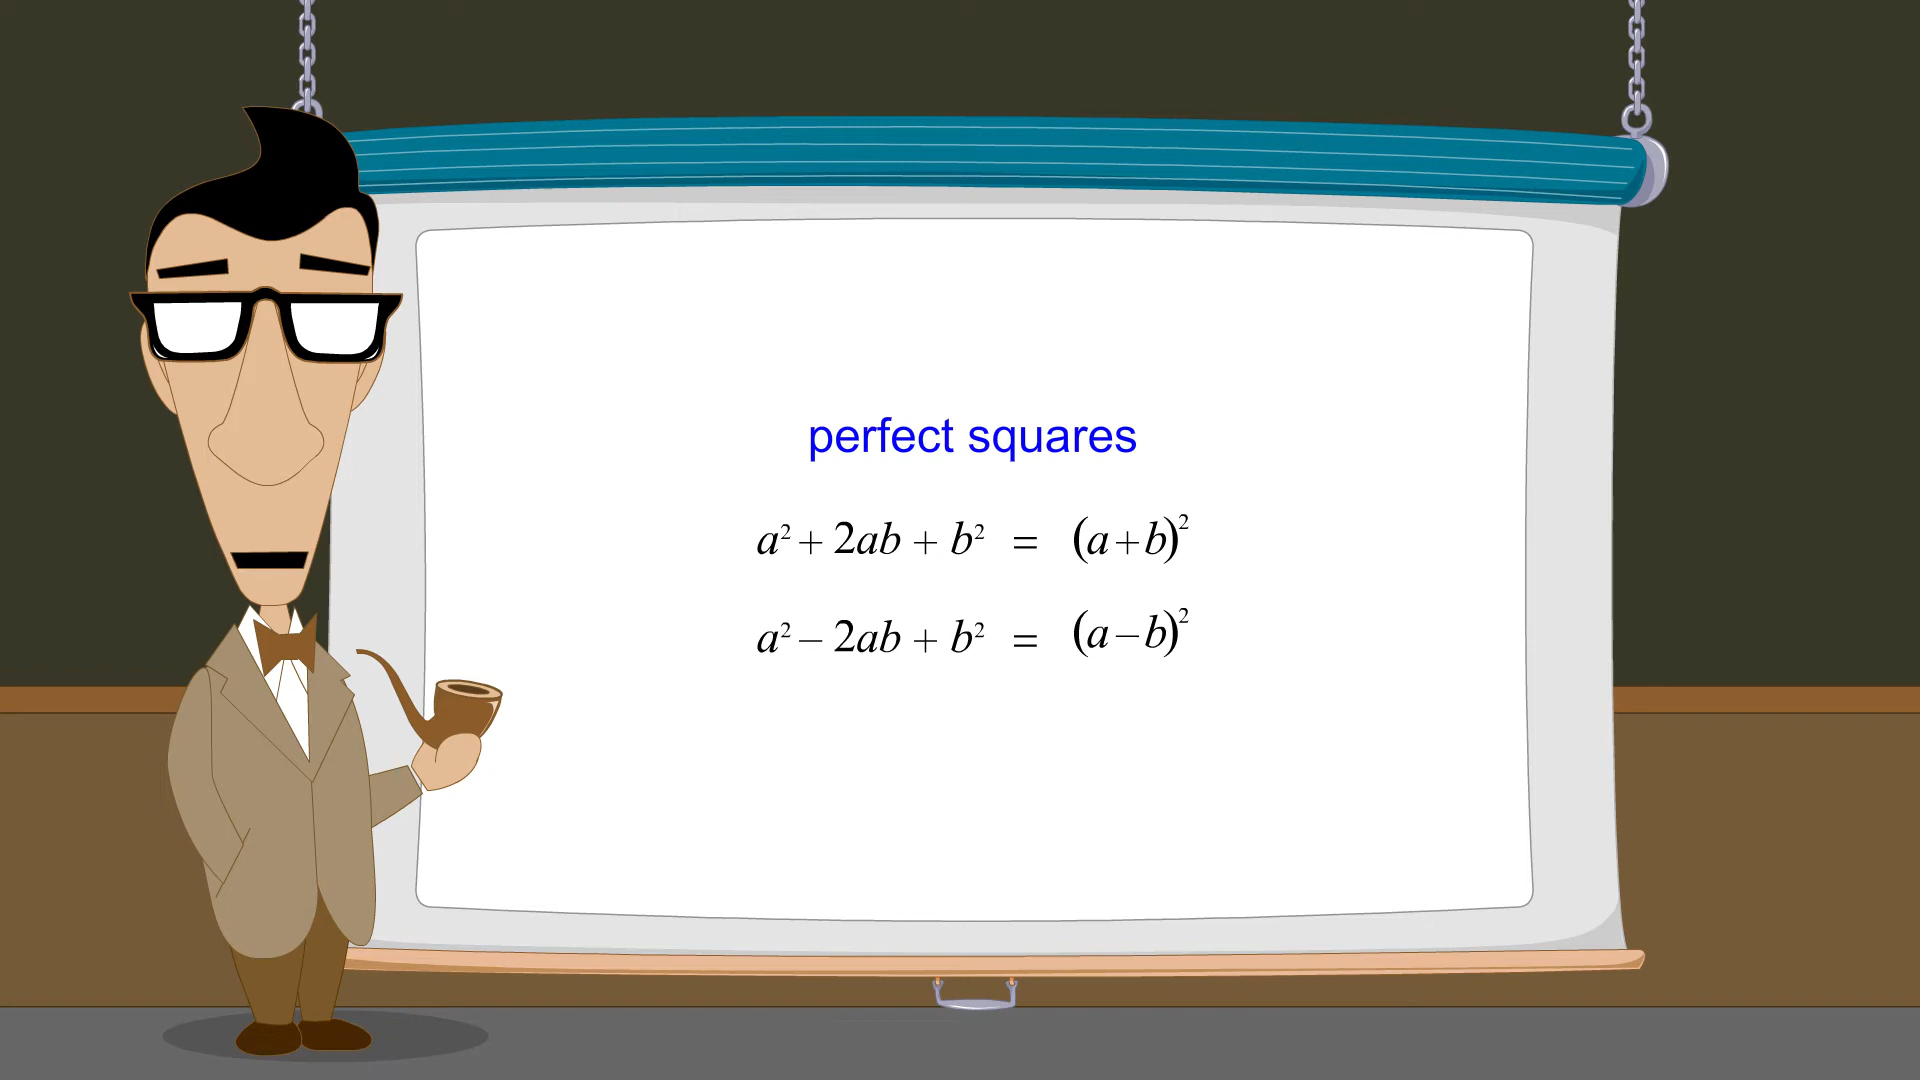 perfect squares
a² + 2ab + b² = (a+b)²
a² − 2ab + b² = (a−b)²